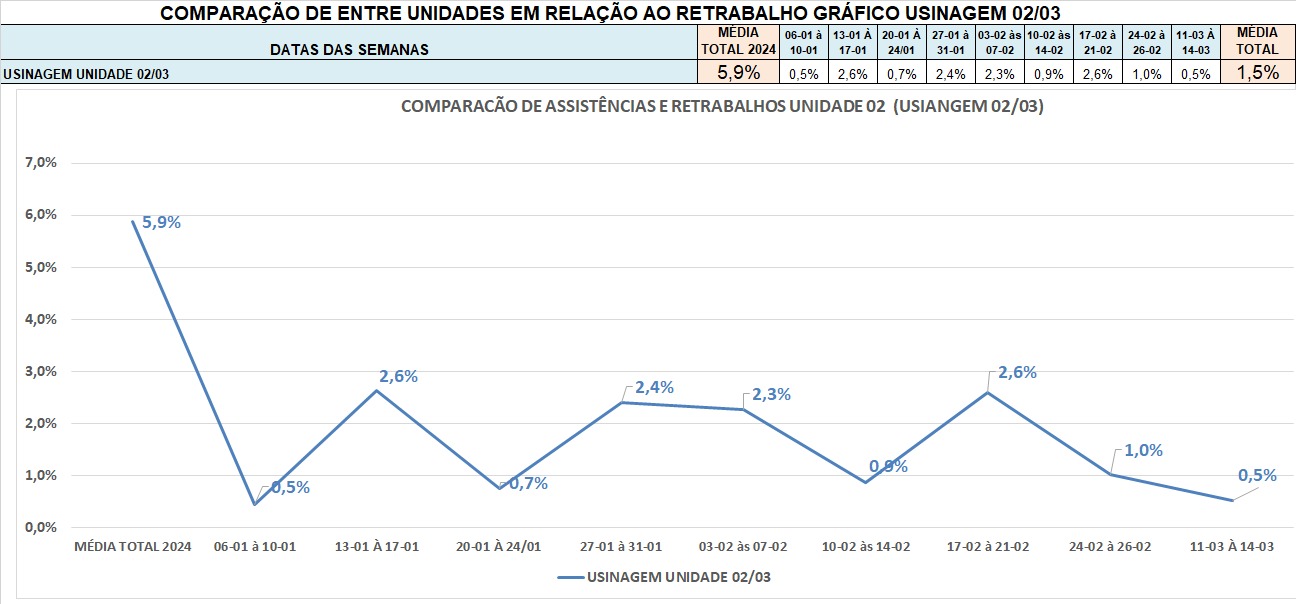 COMPARAÇÃO DE ENTRE UNIDADES EM RELAÇÃO AO RETRABALHO GRÁFICO USINAGEM 02/03
DATAS DAS SEMANAS
MÉDIA
TOTAL 2024
06-01 à
10-01
13-01 À
17-01
20-01 À
24/01
27-01 à
31-01
03-02 às
07-02
10-02 às
14-02
17-02 à
21-02
24-02 à
26-02
11-03 À
14-03
MÉDIA
TOTAL
USINAGEM UNIDADE 02/03 5,9% 0,5% 2,6% 0,7% 2,4% 2,3% 0,9% 2,6% 1,0% 0,5% 1,5%
COMPARACÃO DE ASSISTÊNCIAS E RETRABALHOS UNIDADE 02 (USIANGEM 02/03)
7,0%
6,0%
5,0%
4,0%
3,0%
2,0%
1,0%
0,0%
5,9%
0,5%
2,6%
0,7%
2,4%
2,3%
0,9%
2,6%
1,0%
0,5%
MÉDIA TOTAL 2024 06-01 à 10-01 13-01 À 17-01 20-01 À 24/01 27-01 à 31-01 03-02 às 07-02 10-02 às 14-02 17-02 à 21-02 24-02 à 26-02 11-03 À 14-03
USINAGEM UNIDADE 02/03